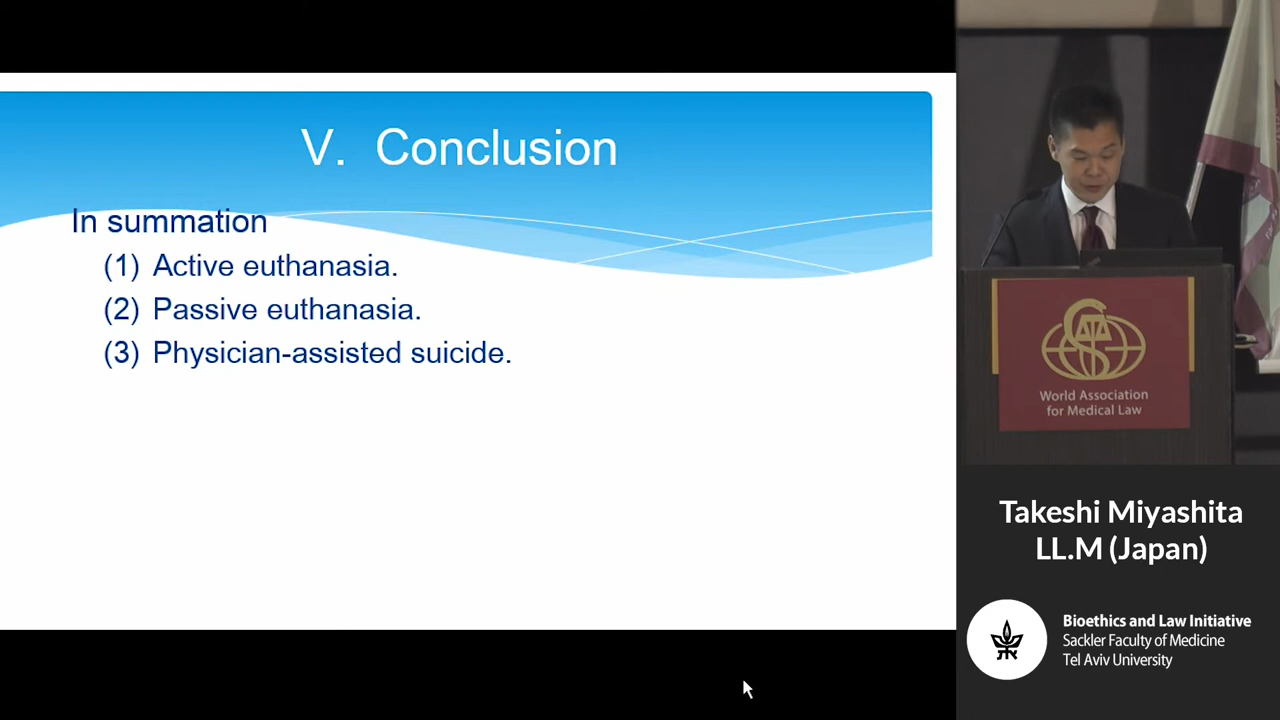 V. Conclusion
In summation
(1) Active euthanasia.
(2) Passive euthanasia.
(3) Physician-assisted suicide.
World Association
for Medical Law
Takeshi Miyashita
LL.M (Japan)
Bioethics and Law Initiative
Sackler Faculty of Medicine
Tel Aviv University